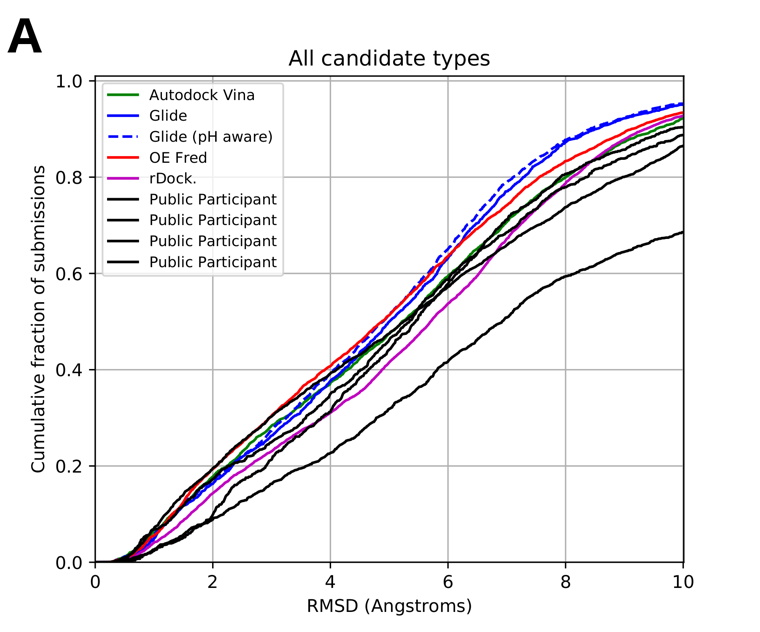 A
All candidate types
Cumulative fraction of submissions
1.0
0.8
0.6
0.4
0.2
0.0
Autodock Vina
Glide
Glide (pH aware)
OE Fred
rDock.
Public Participant
Public Participant
Public Participant
Public Participant
0 2 4 6 8 10
RMSD (Angstroms)